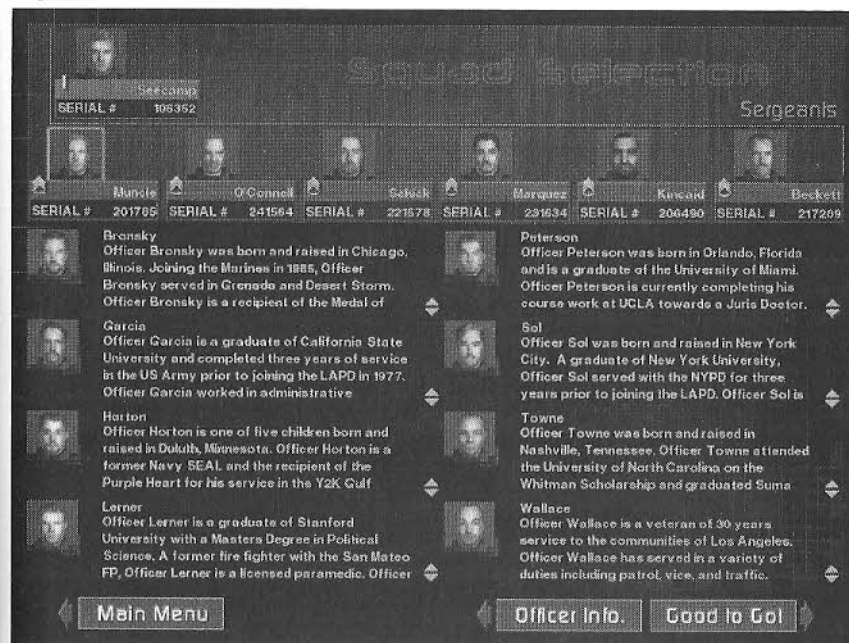 Squad Selection
Seecamp
SERIAL # 106352
Sergeants
Muncie O'Connell Schick Marquez Kincaid Beckett
SERIAL # 201765 SERIAL # 241564 SERIAL # 221578 SERIAL # 231634 SERIAL # 206490 SERIAL # 217209
Bronsky
Officer Bronsky was born and raised in Chicago,
Illinois. Joining the Marines in 1985, Officer
Bronsky served in Grenada and Desert Storm.
Officer Bronsky is a recipient of the Medal of
Garcia
Officer Garcia is a graduate of California State
University and completed three years of service
in the US Army prior to joining the LAPD in 1977.
Officer Garcia worked in administrative
Horton
Officer Horton is one of five children born and
raised in Duluth, Minnesota. Officer Horton is a
former Navy SEAL and the recipient of the
Purple Heart for his service in the Y2K Gulf
Lerner
Officer Lerner is a graduate of Stanford
University with a Masters Degree in Political
Science. A former fire fighter with the San Mateo
FP, Officer Lerner is a licensed paramedic. Officer
Peterson
Officer Peterson was born in Orlando, Florida
and is a graduate of the University of Miami.
Officer Peterson is currently completing his
course work at UCLA towards a Juris Doctor.
Sol
Officer Sol was born and raised in New York
City. A graduate of New York University,
Officer Sol served with the NYPD for three
years prior to joining the LAPD. Officer Sol is
Towne
Officer Towne was born and raised in
Nashville, Tennessee. Officer Towne attended
the University of North Carolina on the
Whitman Scholarship and graduated Suma
Wallace
Officer Wallace is a veteran of 30 years
service to the communities of Los Angeles.
Officer Wallace has served in a variety of
duties including patrol, vice, and traffic.
Main Menu
Officer Info. Good to Go!